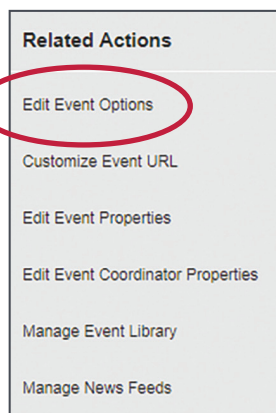 Related Actions
Edit Event Options
Customize Event URL
Edit Event Properties
Edit Event Coordinator Properties
Manage Event Library
Manage News Feeds